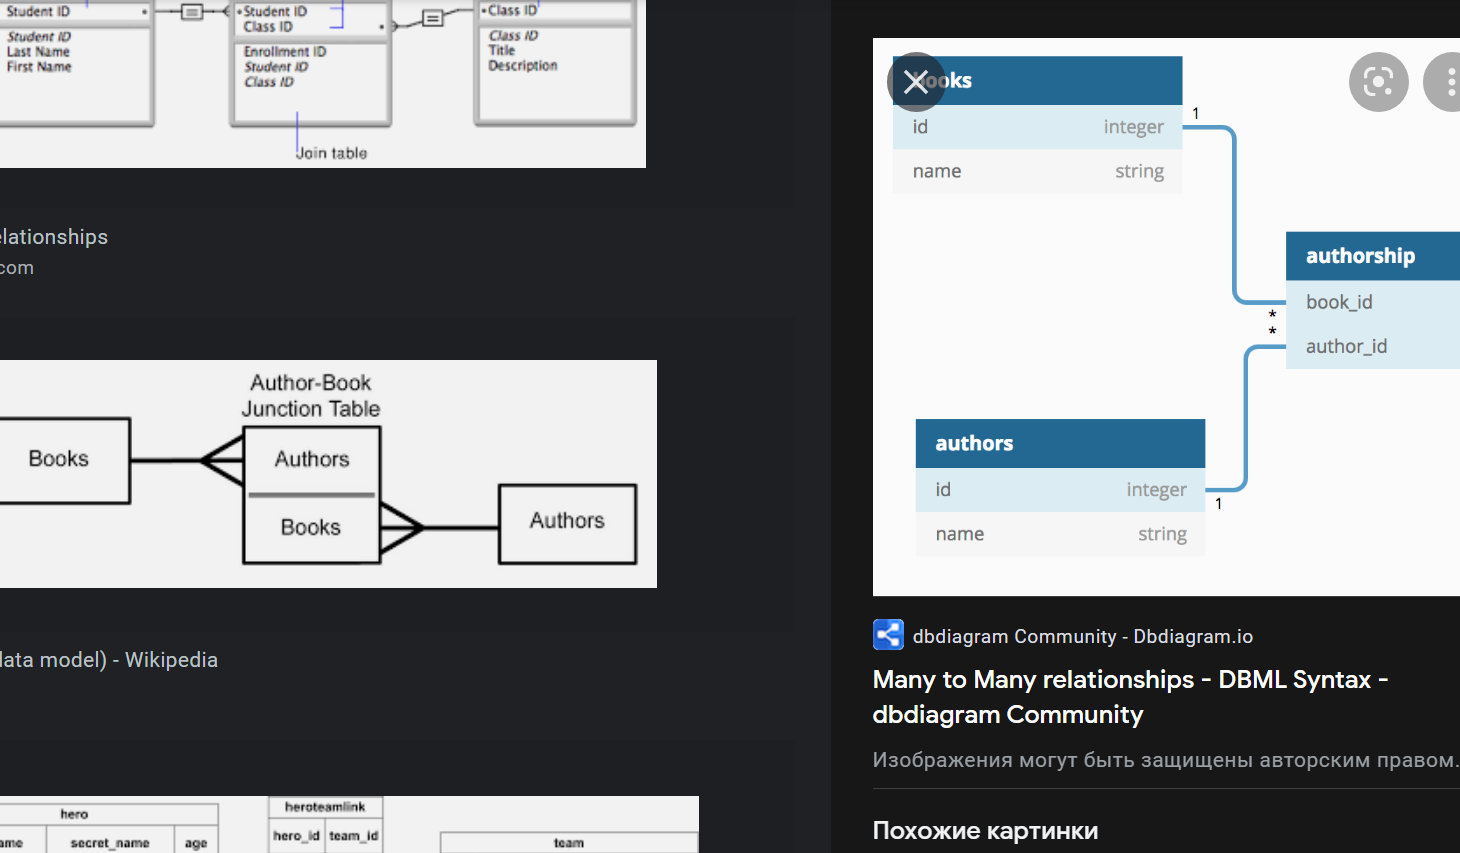 Student ID
Student ID
Last Name
First Name
Student ID
Class ID
Enrollment ID
Student ID
Class ID
Class ID
Class ID
Title
Description
Join table
elationships
com
Author-Book
Junction Table
Books
Authors
Books
Authors
data model) - Wikipedia
hero
ame secret_name age
heroteamlink
hero_id team_id
team
books
id integer
name string
1
authorship
book_id
*
*
author_id
authors
id integer
name string
1
dbdiagram Community - Dbdiagram.io
Many to Many relationships - DBML Syntax -
dbdiagram Community
Изображения могут быть защищены авторским правом.
Похожие картинки